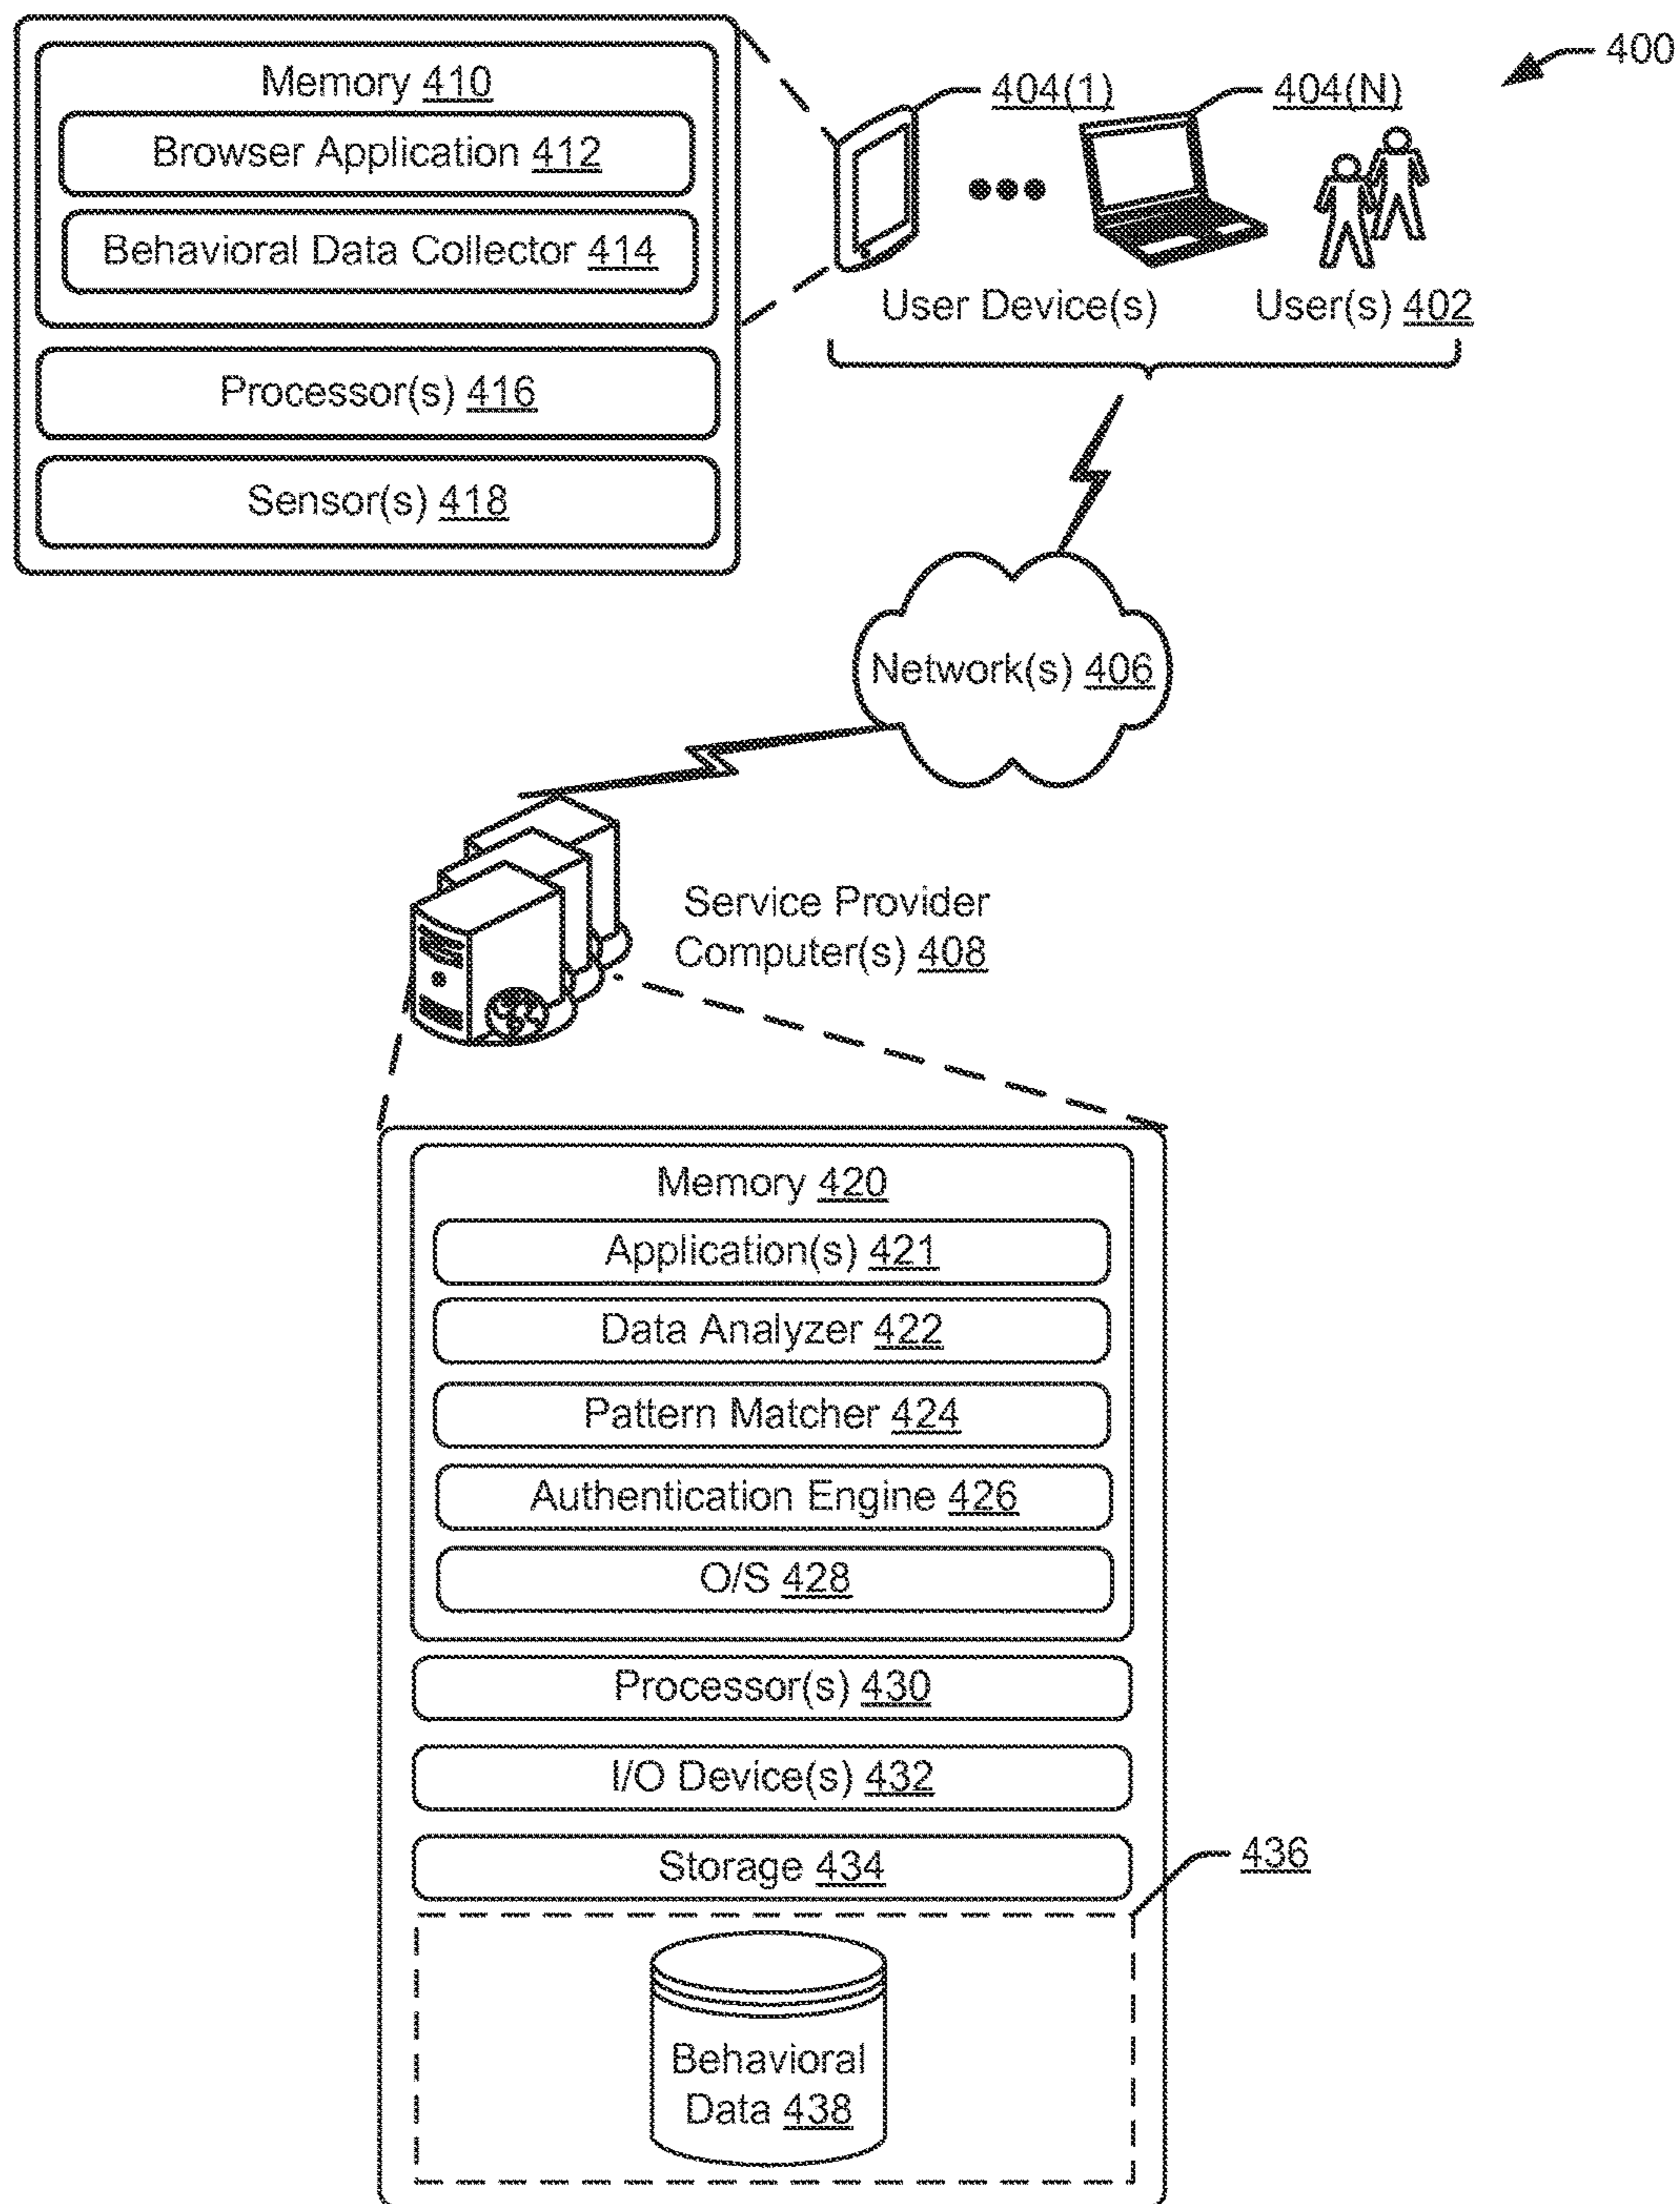 400
Memory 410
Browser Application 412
Behavioral Data Collector 414
Processor(s) 416
Sensor(s) 418
404(1)
404(N)
User Device(s)
User(s) 402
Network(s) 406
Service Provider
Computer(s) 408
Memory 420
Application(s) 421
Data Analyzer 422
Pattern Matcher 424
Authentication Engine 426
O/S 428
Processor(s) 430
I/O Device(s) 432
Storage 434
436
Behavioral
Data 438